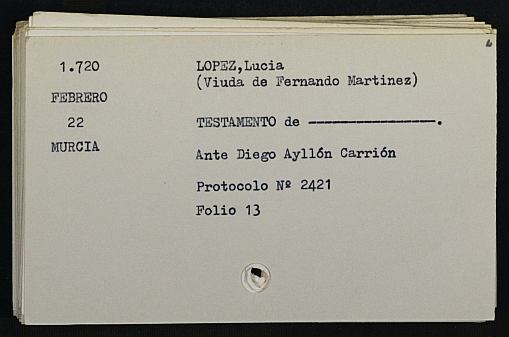 1.720
FEBRERO
22
MURCIA
LOPEZ,Lucia
(Viuda de Fernando Martinez)
TESTAMENTO de ----------------.
Ante Diego Ayllón Carrión
Protocolo Nº 2421
Folio 13